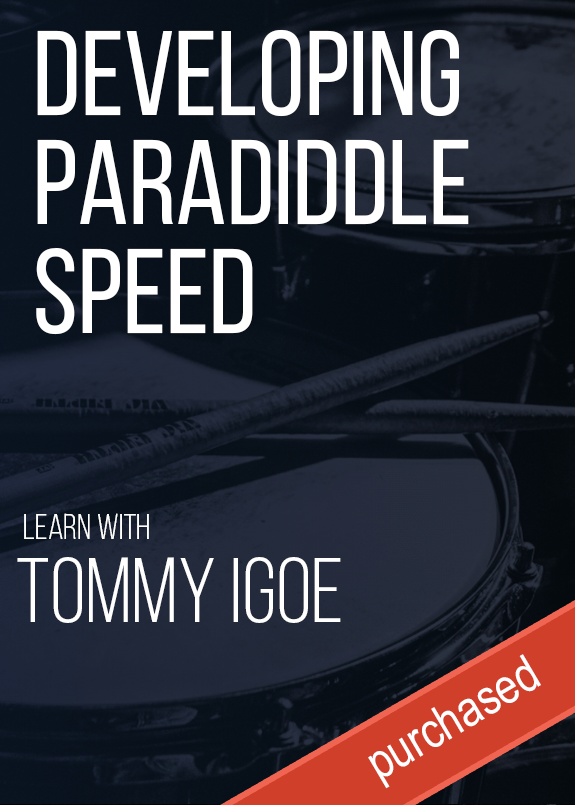 DEVELOPING
PARADIDDLE
SPEED
LEARN WITH
TOMMY IGOE
purchased